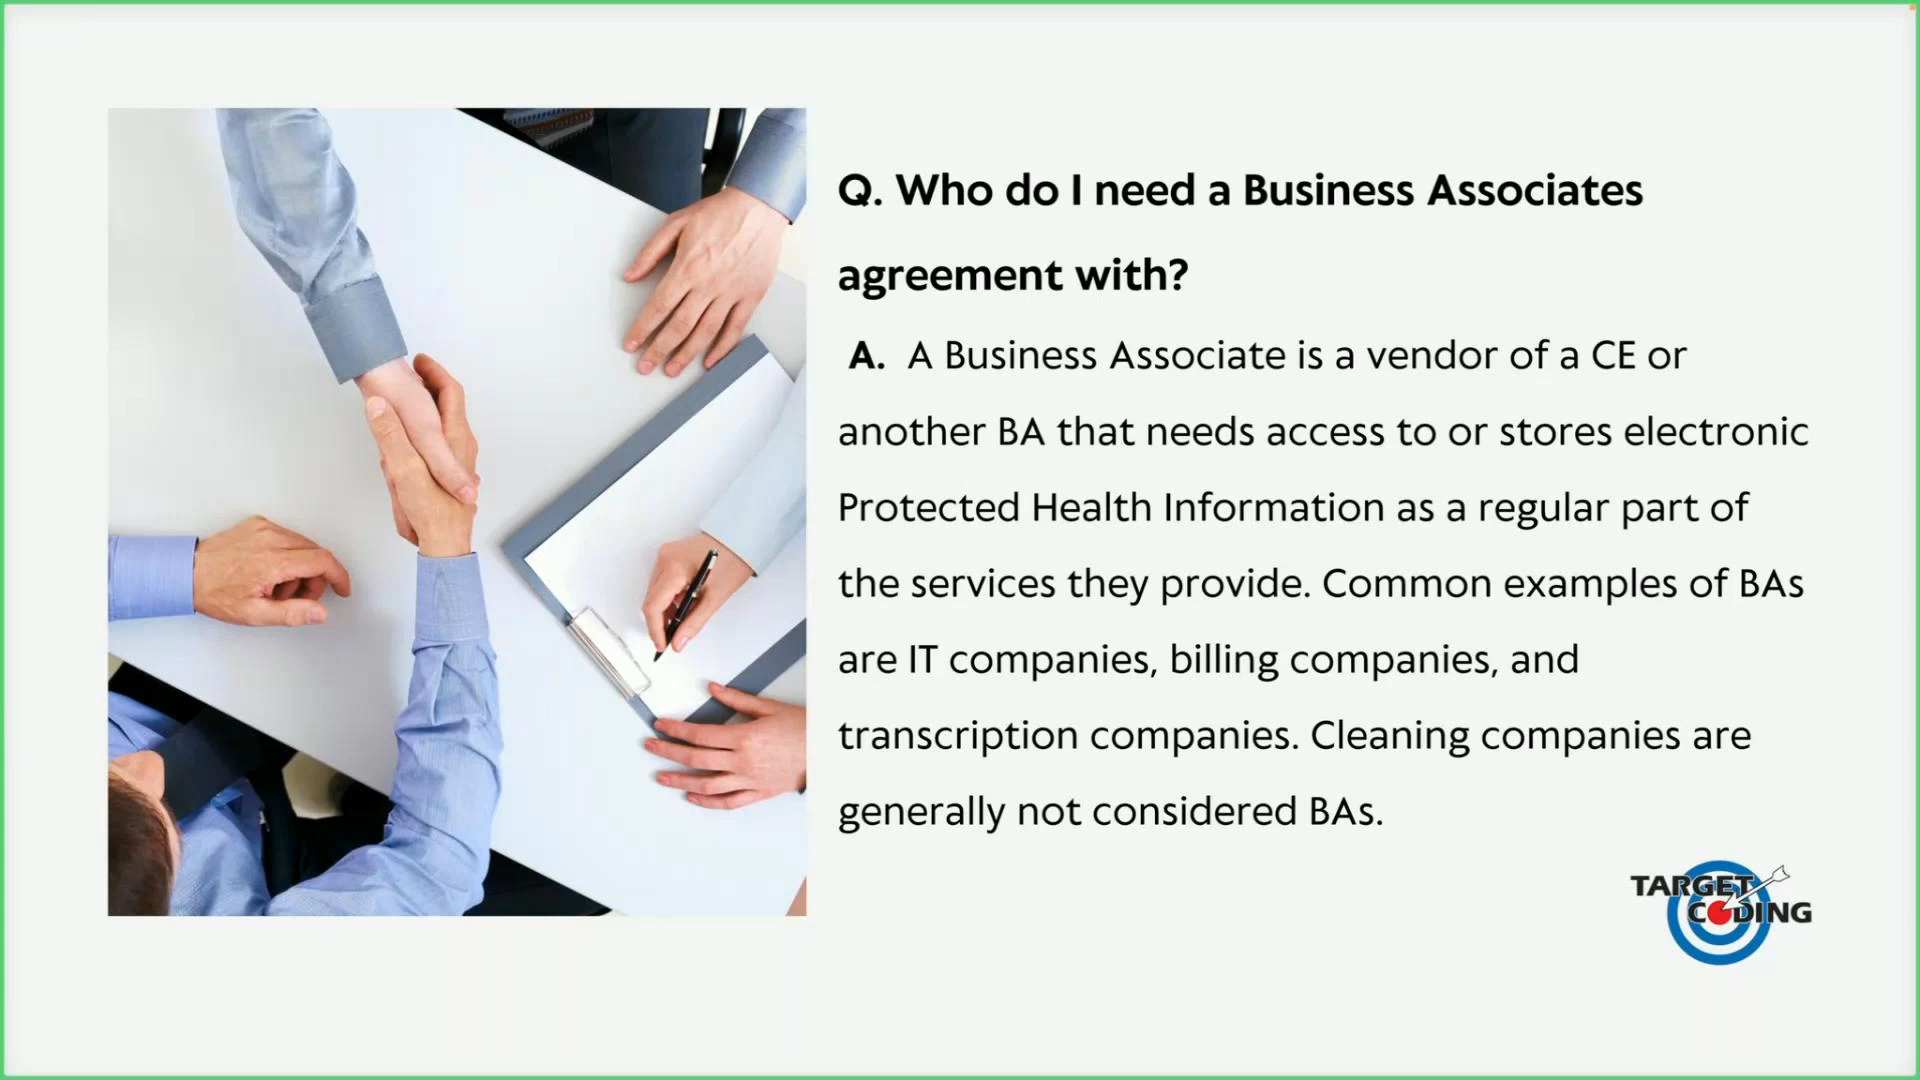 Q. Who do I need a Business Associates
agreement with?
A. A Business Associate is a vendor of a CE or
another BA that needs access to or stores electronic
Protected Health Information as a regular part of
the services they provide. Common examples of BAs
are IT companies, billing companies, and
transcription companies. Cleaning companies are
generally not considered BAs.
TARGET
CODING